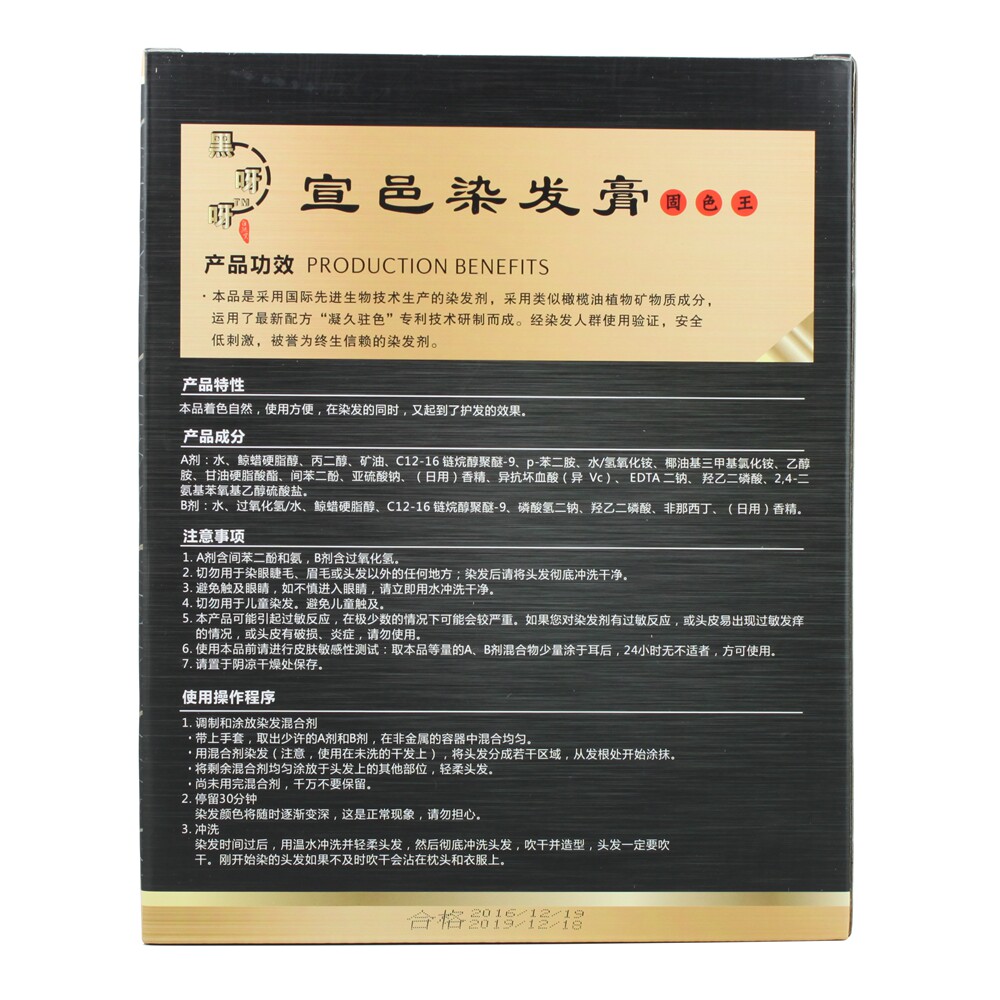 黑
呀
呀
TM
宣邑染发膏 固色王
产品功效 PRODUCTION BENEFITS
·本品是采用国际先进生物技术生产的染发剂，采用类似橄榄油植物矿物质成分，
运用了最新配方“凝久驻色”专利技术研制而成。经染发人群使用验证，安全
低刺激，被誉为终生信赖的染发剂。
产品特性
本品着色自然，使用方便，在染发的同时，又起到了护发的效果。
产品成分
A剂：水、鲸蜡硬脂醇、丙二醇、矿油、C12-16 链烷醇聚醚-9、p-苯二胺、水/氢氧化铵、椰油基三甲基氯化铵、乙醇
胺、甘油硬脂酸酯、间苯二酚、亚硫酸钠、（日用）香精、异抗坏血酸（异 Vc）、EDTA 二钠、羟乙二磷酸、2,4-二
氨基苯氧基乙醇硫酸盐。
B剂：水、过氧化氢/水、鲸蜡硬脂醇、C12-16 链烷醇聚醚-9、磷酸氢二钠、羟乙二磷酸、非那西丁、（日用）香精。
注意事项
1. A剂含间苯二酚和氨，B剂含过氧化氢。
2. 切勿用于染眼睫毛、眉毛或头发以外的任何地方；染发后请将头发彻底冲洗干净。
3. 避免触及眼睛，如不慎进入眼睛，请立即用水冲洗干净。
4. 切勿用于儿童染发。避免儿童触及。
5. 本产品可能引起过敏反应，在极少数的情况下可能会较严重。如果您对染发剂有过敏反应，或头皮易出现过敏发痒
的情况，或头皮有破损、炎症，请勿使用。
6. 使用本品前请进行皮肤敏感性测试：取本品等量的A、B剂混合物少量涂于耳后，24小时无不适者，方可使用。
7. 请置于阴凉干燥处保存。
使用操作程序
1. 调制和涂放染发混合剂
·带上手套，取出少许的A剂和B剂，在非金属的容器中混合均匀。
·用混合剂染发（注意，使用在未洗的干发上），将头发分成若干区域，从发根处开始涂抹。
·将剩余混合剂均匀涂放于头发上的其他部位，轻柔头发。
·尚未用完混合剂，千万不要保留。
2. 停留30分钟
染发颜色将随时逐渐变深，这是正常现象，请勿担心。
3. 冲洗
染发时间过后，用温水冲洗并轻柔头发，然后彻底冲洗头发，吹干并造型，头发一定要吹
干。刚开始染的头发如果不及时吹干会沾在枕头和衣服上。
合格 2016/12/19
2019/12/18